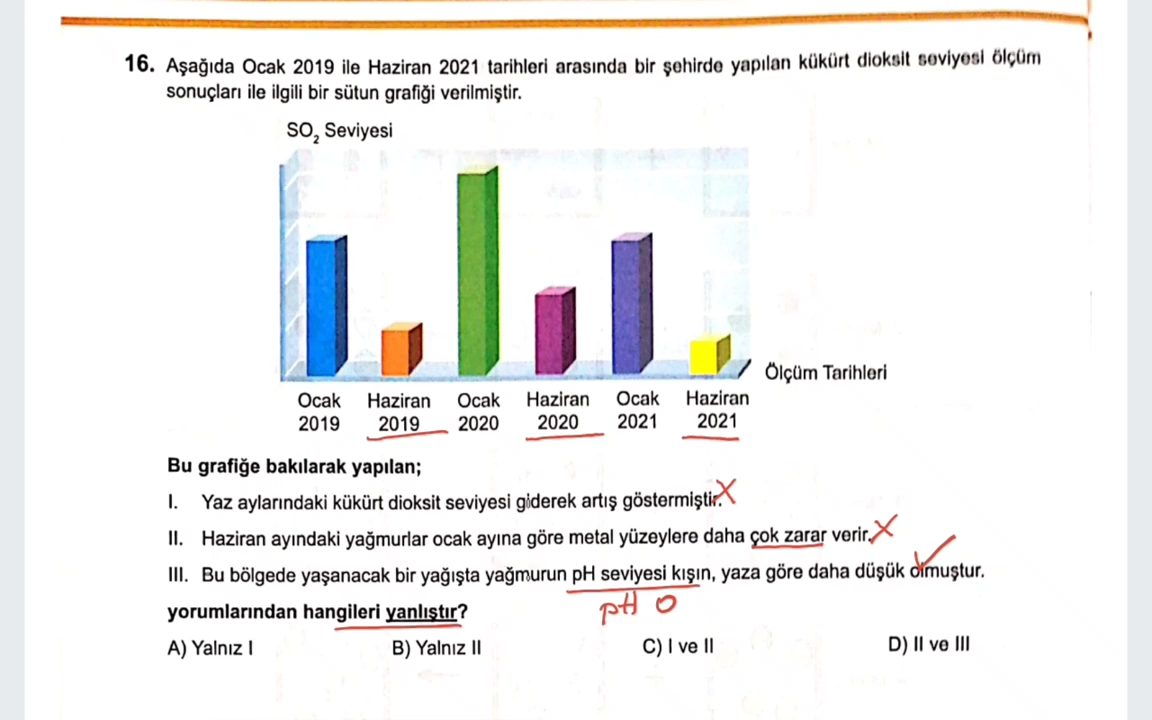 16. Aşağıda Ocak 2019 ile Haziran 2021 tarihleri arasında bir şehirde yapılan kükürt dioksit seviyesi ölçüm
sonuçları ile ilgili bir sütun grafiği verilmiştir.
SO₂ Seviyesi
Ölçüm Tarihleri
Ocak Haziran Ocak Haziran Ocak Haziran
2019 2019 2020 2020 2021 2021
Bu grafiğe bakılarak yapılan;
I. Yaz aylarındaki kükürt dioksit seviyesi giderek artış göstermiştir.
II. Haziran ayındaki yağmurlar ocak ayına göre metal yüzeylere daha çok zarar verir.
III. Bu bölgede yaşanacak bir yağışta yağmurun pH seviyesi kışın, yaza göre daha düşük olmuştur.
yorumlarından hangileri yanlıştır?
pH 0
A) Yalnız I B) Yalnız II C) I ve II D) II ve III